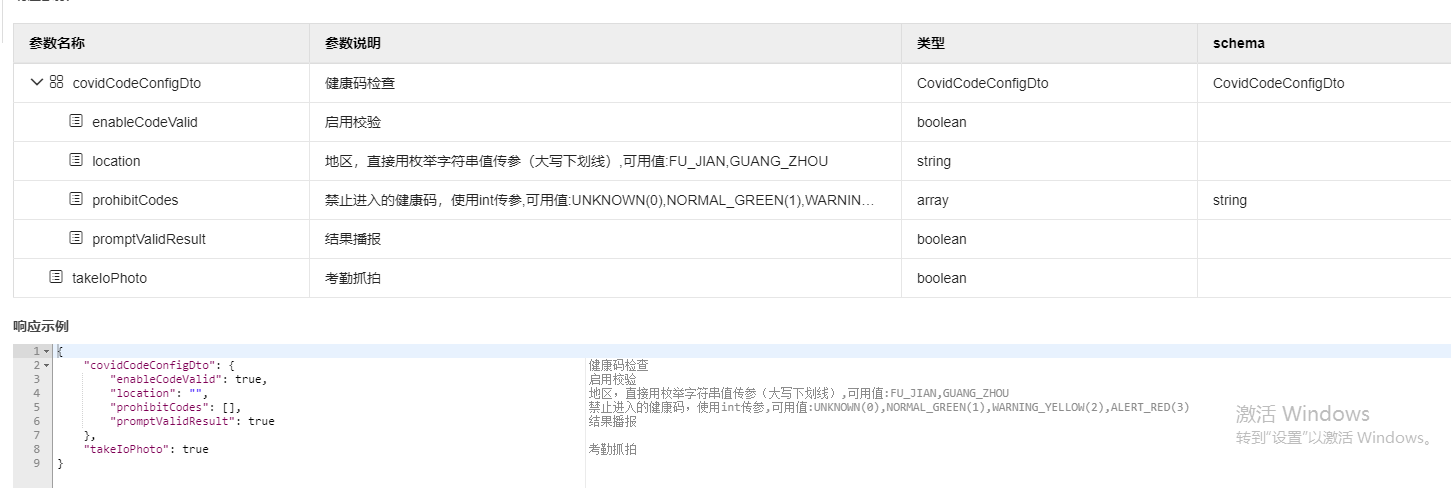 参数名称 参数说明 类型 schema
covidCodeConfigDto 健康码检查 CovidCodeConfigDto CovidCodeConfigDto
enableCodeValid 启用校验 boolean
location 地区，直接用枚举字符串值传参（大写下划线）,可用值:FU_JIAN,GUANG_ZHOU string
prohibitCodes 禁止进入的健康码，使用int传参,可用值:UNKNOWN(0),NORMAL_GREEN(1),WARNIN… array string
promptValidResult 结果播报 boolean
takeIoPhoto 考勤抓拍 boolean
响应示例
1 {
2 "covidCodeConfigDto": { 健康码检查
3 "enableCodeValid": true, 启用校验
4 "location": "", 地区，直接用枚举字符串值传参（大写下划线）,可用值:FU_JIAN,GUANG_ZHOU
5 "prohibitCodes": [], 禁止进入的健康码，使用int传参,可用值:UNKNOWN(0),NORMAL_GREEN(1),WARNING_YELLOW(2),ALERT_RED(3)
6 "promptValidResult": true 结果播报
7 },
8 "takeIoPhoto": true 考勤抓拍
9 }
激活 Windows
转到“设置”以激活 Windows。